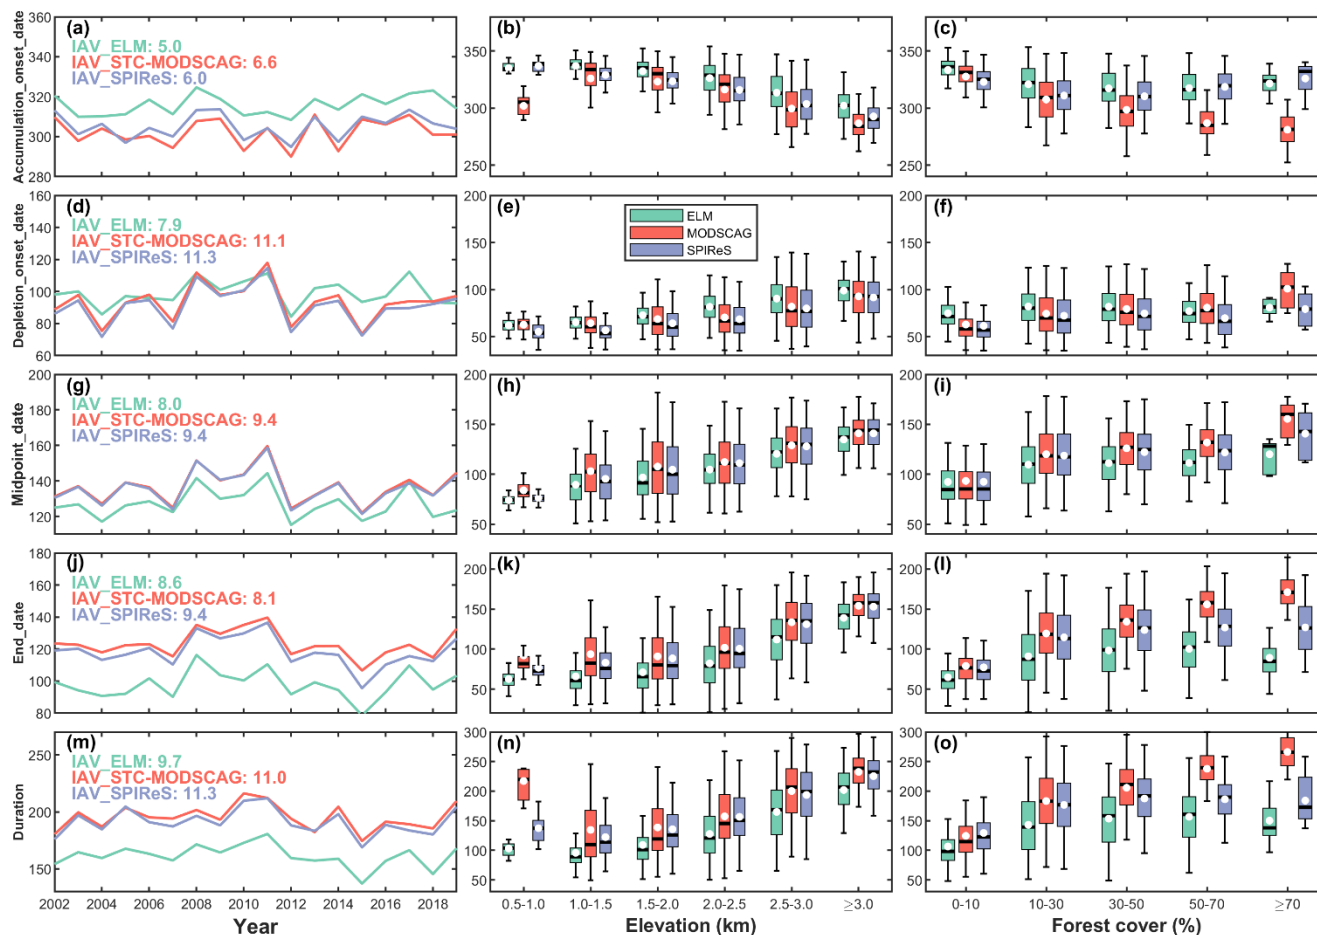 (a)
IAV_ELM: 5.0
IAV_STC-MODSCAG: 6.6
IAV_SPIReS: 6.0
Accumulation_onset_date
360
340
320
300
280
(b)
350
300
250
(c)
350
300
250
(d)
IAV_ELM: 7.9
IAV_STC-MODSCAG: 11.1
IAV_SPIReS: 11.3
Depletion_onset_date
160
140
120
100
80
60
(e)
200
150
100
50
ELM
MODSCAG
SPIReS
(f)
200
150
100
50
(g)
IAV_ELM: 8.0
IAV_STC-MODSCAG: 9.4
IAV_SPIReS: 9.4
Midpoint_date
200
180
160
140
120
(h)
200
150
100
50
(i)
200
150
100
50
(j)
IAV_ELM: 8.6
IAV_STC-MODSCAG: 8.1
IAV_SPIReS: 9.4
End_date
180
160
140
120
100
80
(k)
200
150
100
50
(l)
200
150
100
50
(m)
IAV_ELM: 9.7
IAV_STC-MODSCAG: 11.0
IAV_SPIReS: 11.3
Duration
250
200
150
2002 2004 2006 2008 2010 2012 2014 2016 2018
Year
(n)
300
250
200
150
100
50
0.5-1.0 1.0-1.5 1.5-2.0 2.0-2.5 2.5-3.0 ≥3.0
Elevation (km)
(o)
300
250
200
150
100
50
0-10 10-30 30-50 50-70 ≥70
Forest cover (%)